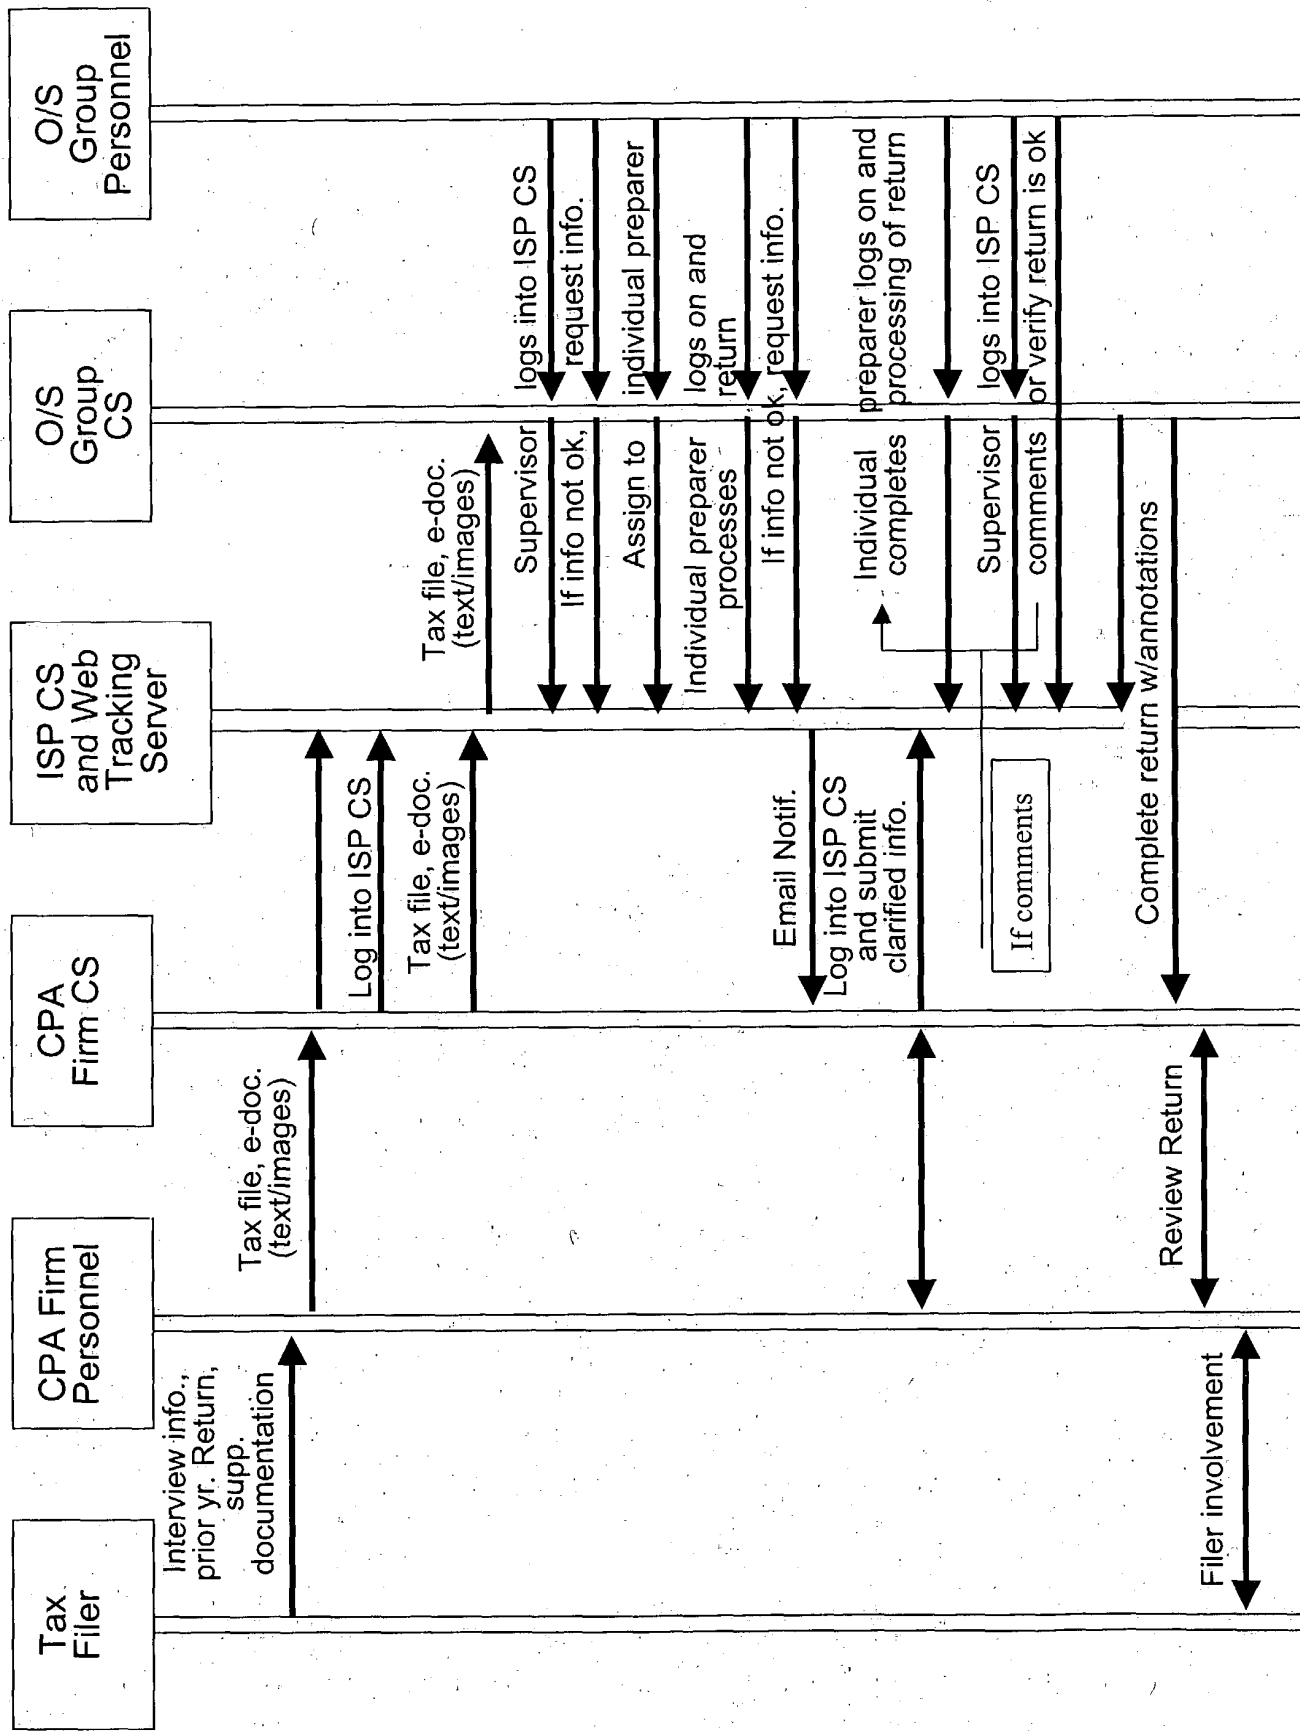 Tax
Filer
CPA Firm
Personnel
CPA
Firm CS
ISP CS
and Web
Tracking
Server
O/S
Group
CS
O/S
Group
Personnel
Interview info.,
prior yr. Return,
supp.
documentation
Tax file, e-doc.
(text/images)
Log into ISP CS
Tax file, e-doc.
(text/images)
Tax file, e-doc.
(text/images)
Supervisor logs into ISP CS
If info not ok, request info.
Assign to individual preparer
Individual preparer logs on and
processes return
If info not ok, request info.
Email Notif.
Log into ISP CS
and submit
clarified info.
Individual preparer logs on and
completes processing of return
Supervisor logs into ISP CS
comments or verify return is ok
If comments
Complete return w/annotations
Review Return
Filer involvement